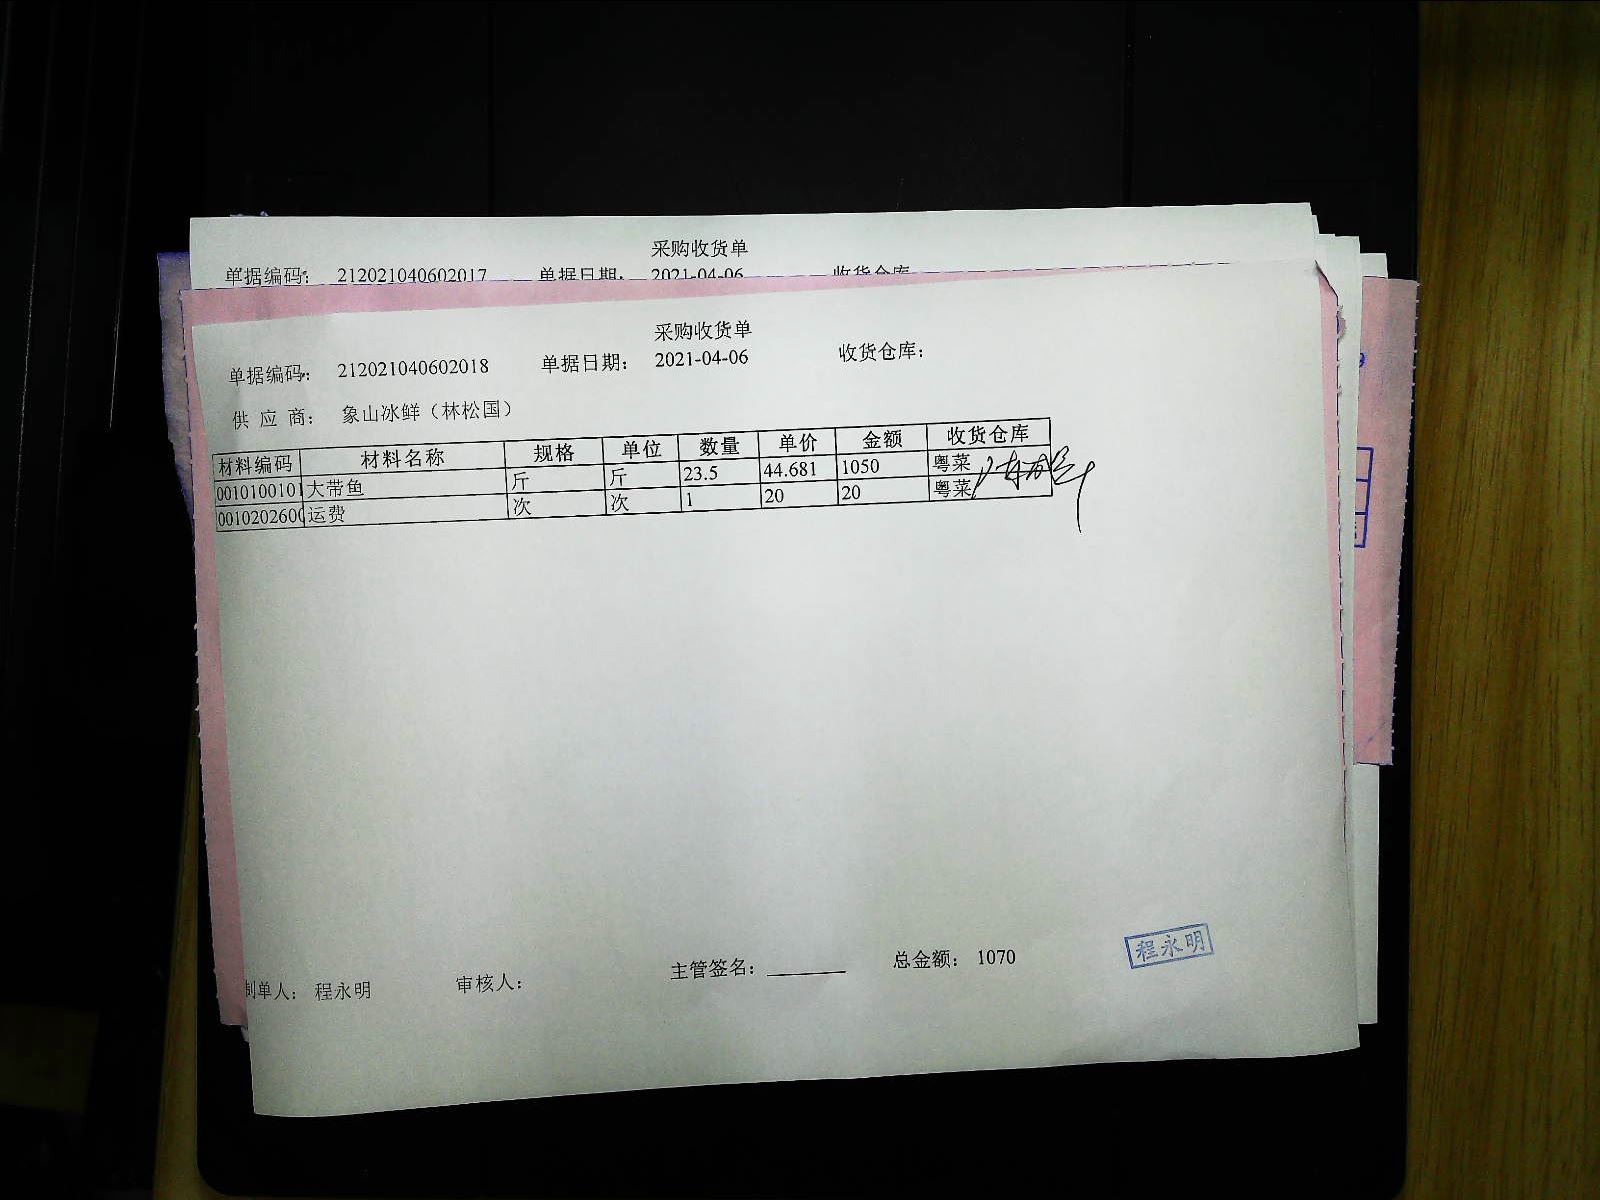 采购收货单
单据编码： 212021040602017 单据日期： 2021-04-06 收货仓库
采购收货单
单据编码： 212021040602018 单据日期： 2021-04-06 收货仓库：
供 应 商： 象山冰鲜（林松国）
材料编码 材料名称 规格 单位 数量 单价 金额 收货仓库
0010100101 大带鱼 斤 斤 23.5 44.681 1050 粤菜
001020260 运费 次 次 1 20 20 粤菜
制单人： 程永明 审核人： 主管签名： 总金额： 1070
程永明